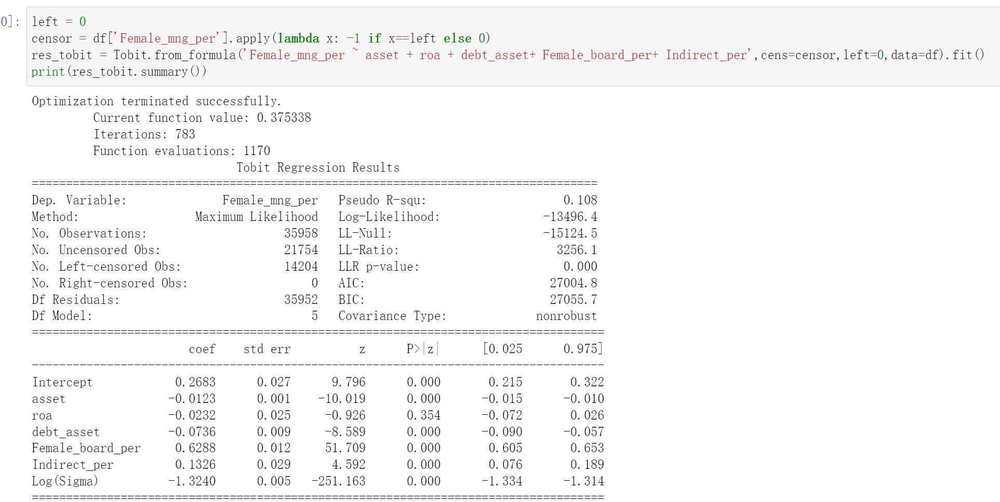 0]:
left = 0
censor = df['Female_mng_per'].apply(lambda x: -1 if x==left else 0)
res_tobit = Tobit.from_formula('Female_mng_per ~ asset + roa + debt_asset+ Female_board_per+ Indirect_per',cens=censor,left=0,data=df).fit()
print(res_tobit.summary())
Optimization terminated successfully.
Current function value: 0.375338
Iterations: 783
Function evaluations: 1170
Tobit Regression Results
===================================================================================
Dep. Variable: Female_mng_per Pseudo R-squ: 0.108
Method: Maximum Likelihood Log-Likelihood: -13496.4
No. Observations: 35958 LL-Null: -15124.5
No. Uncensored Obs: 21754 LL-Ratio: 3256.1
No. Left-censored Obs: 14204 LLR p-value: 0.000
No. Right-censored Obs: 0 AIC: 27004.8
Df Residuals: 35952 BIC: 27055.7
Df Model: 5 Covariance Type: nonrobust
====================================================================================
coef std err z P>|z| [0.025 0.975]
------------------------------------------------------------------------------------
Intercept 0.2683 0.027 9.796 0.000 0.215 0.322
asset -0.0123 0.001 -10.019 0.000 -0.015 -0.010
roa -0.0232 0.025 -0.926 0.354 -0.072 0.026
debt_asset -0.0736 0.009 -8.589 0.000 -0.090 -0.057
Female_board_per 0.6288 0.012 51.709 0.000 0.605 0.653
Indirect_per 0.1326 0.029 4.592 0.000 0.076 0.189
Log(Sigma) -1.3240 0.005 -251.163 0.000 -1.334 -1.314
====================================================================================